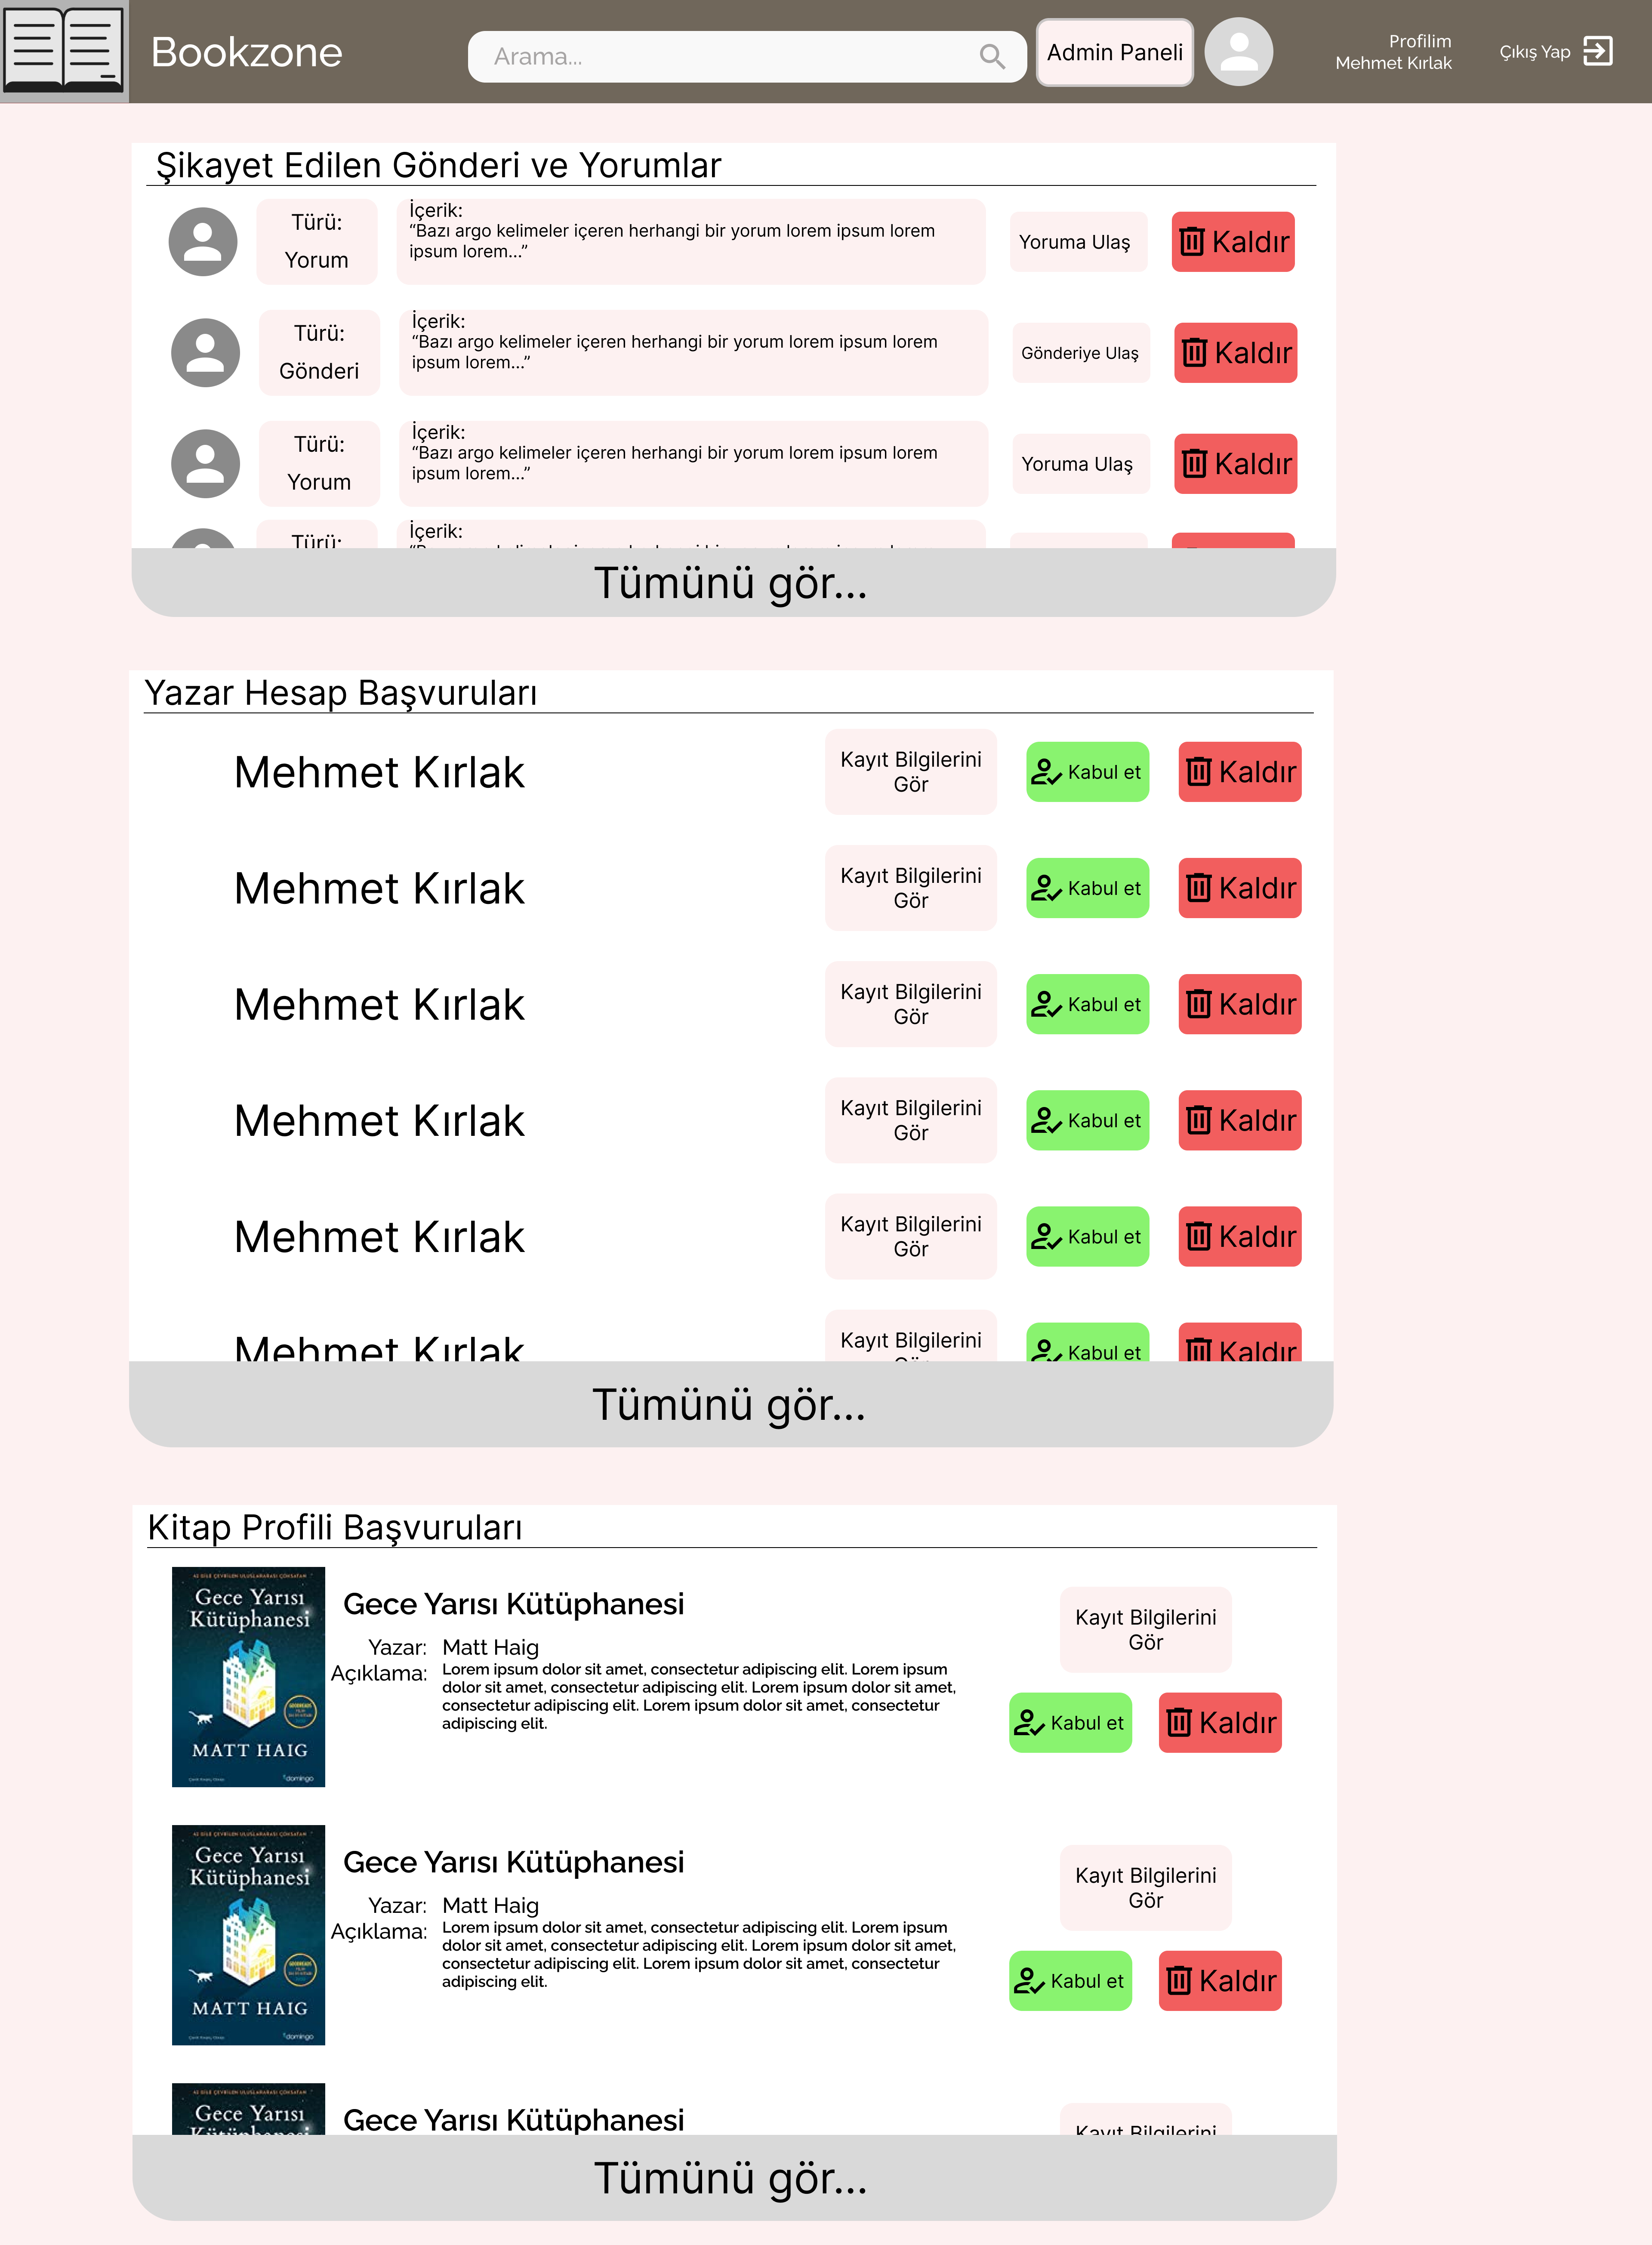 Bookzone
Arama...
Admin Paneli
Profilim
Mehmet Kırlak
Çıkış Yap
Şikayet Edilen Gönderi ve Yorumlar
Türü:
Yorum
İçerik:
“Bazı argo kelimeler içeren herhangi bir yorum lorem ipsum lorem
ipsum lorem...”
Yoruma Ulaş
Kaldır
Türü:
Gönderi
İçerik:
“Bazı argo kelimeler içeren herhangi bir yorum lorem ipsum lorem
ipsum lorem...”
Gönderiye Ulaş
Kaldır
Türü:
Yorum
İçerik:
“Bazı argo kelimeler içeren herhangi bir yorum lorem ipsum lorem
ipsum lorem...”
Yoruma Ulaş
Kaldır
Türü:
İçerik:
Tümünü gör...
Yazar Hesap Başvuruları
Mehmet Kırlak
Kayıt Bilgilerini
Gör
Kabul et
Kaldır
Mehmet Kırlak
Kayıt Bilgilerini
Gör
Kabul et
Kaldır
Mehmet Kırlak
Kayıt Bilgilerini
Gör
Kabul et
Kaldır
Mehmet Kırlak
Kayıt Bilgilerini
Gör
Kabul et
Kaldır
Mehmet Kırlak
Kayıt Bilgilerini
Gör
Kabul et
Kaldır
Mehmet Kırlak
Kayıt Bilgilerini
Kabul et
Kaldır
Tümünü gör...
Kitap Profili Başvuruları
Gece Yarısı
Kütüphanesi
MATT HAIG
domingo
Gece Yarısı Kütüphanesi
Yazar: Matt Haig
Açıklama: Lorem ipsum dolor sit amet, consectetur adipiscing elit. Lorem ipsum
dolor sit amet, consectetur adipiscing elit. Lorem ipsum dolor sit amet,
consectetur adipiscing elit. Lorem ipsum dolor sit amet, consectetur
adipiscing elit.
Kayıt Bilgilerini
Gör
Kabul et
Kaldır
Gece Yarısı
Kütüphanesi
MATT HAIG
domingo
Gece Yarısı Kütüphanesi
Yazar: Matt Haig
Açıklama: Lorem ipsum dolor sit amet, consectetur adipiscing elit. Lorem ipsum
dolor sit amet, consectetur adipiscing elit. Lorem ipsum dolor sit amet,
consectetur adipiscing elit. Lorem ipsum dolor sit amet, consectetur
adipiscing elit.
Kayıt Bilgilerini
Gör
Kabul et
Kaldır
Gece Yarısı
Kütüphanesi
Gece Yarısı Kütüphanesi
Kayıt Bilgilerini
Tümünü gör...